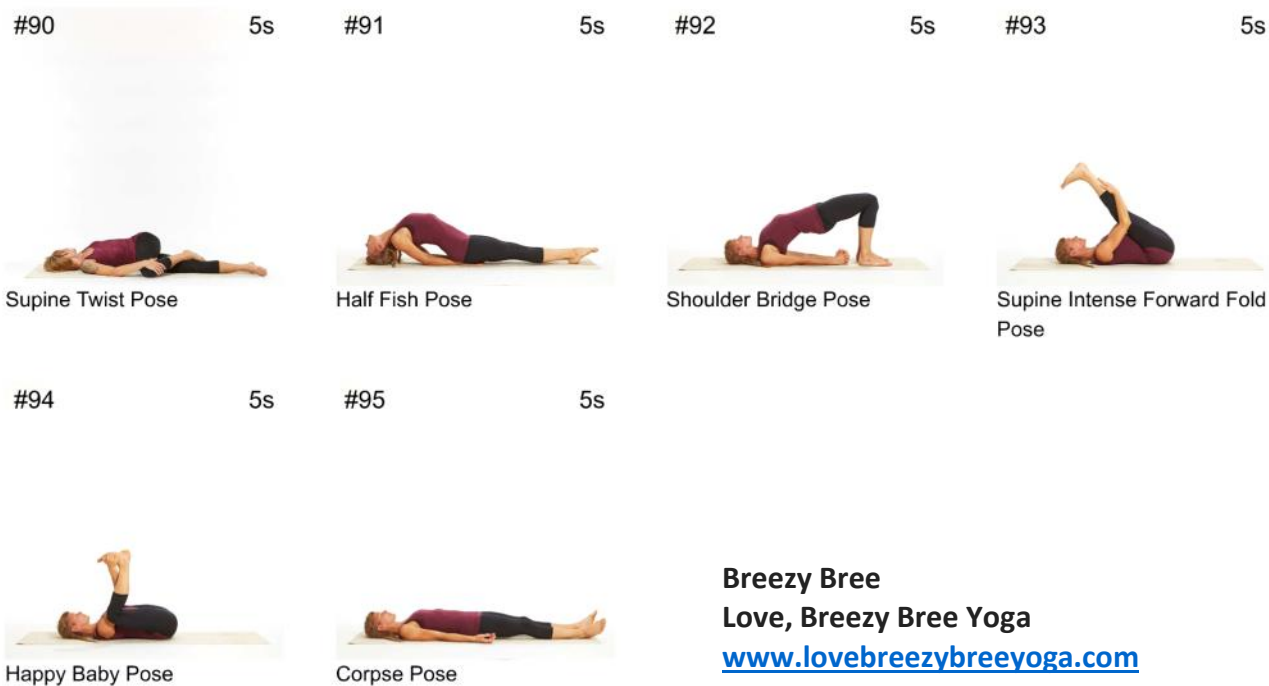 #90 5s #91 5s #92 5s #93 5s
Supine Twist Pose Half Fish Pose Shoulder Bridge Pose Supine Intense Forward Fold
Pose
#94 5s #95 5s
Breezy Bree
Love, Breezy Bree Yoga
www.lovebreezybreeyoga.com
Happy Baby Pose Corpse Pose